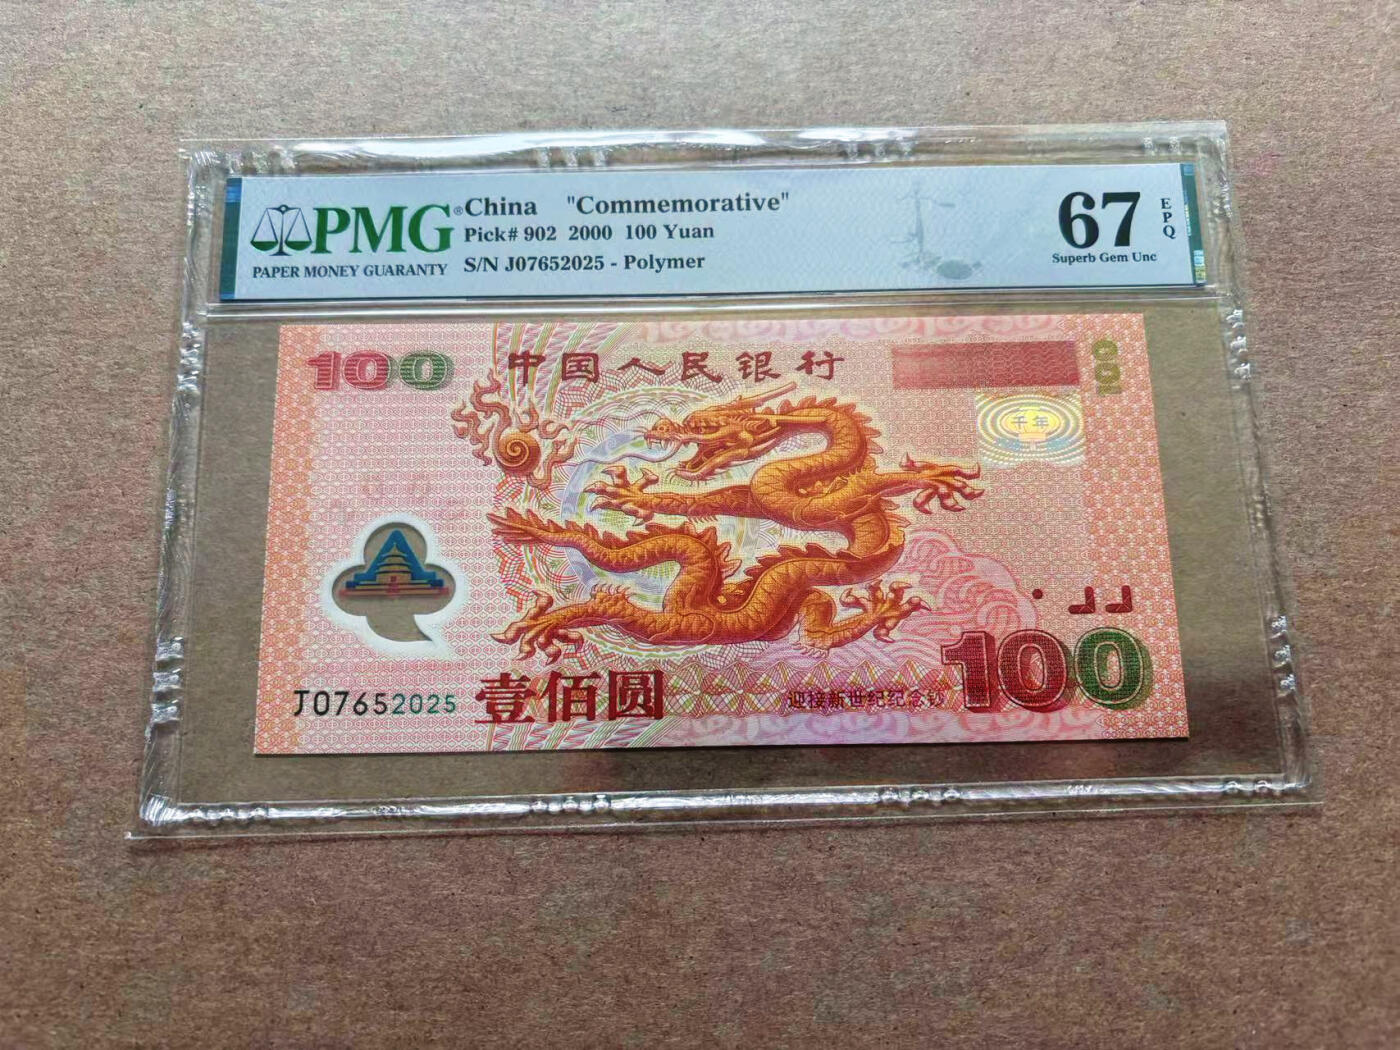 PMG® China "Commemorative"
PAPER MONEY GUARANTY
Pick# 902 2000 100 Yuan
S/N J07652025 - Polymer
67
EPQ
Superb Gem Unc
100
中国人民银行
100
千年
J07652025
壹佰圆
迎接新世纪纪念钞
100